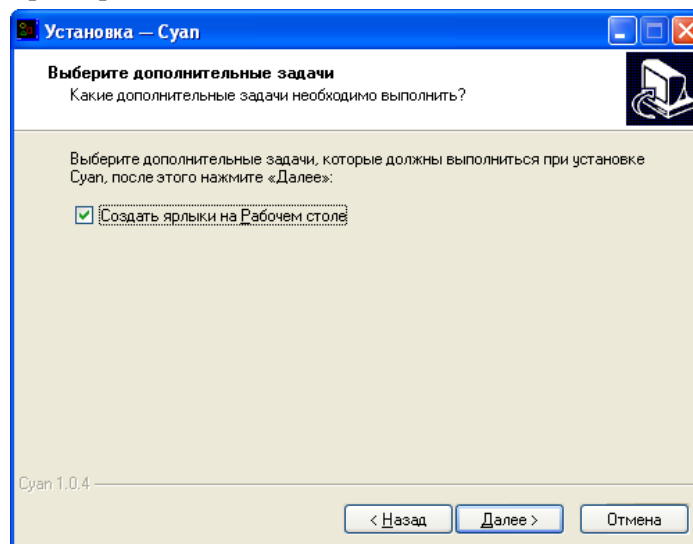 Установка — Cyan
Выберите дополнительные задачи
Какие дополнительные задачи необходимо выполнить?
Выберите дополнительные задачи, которые должны выполниться при установке
Cyan, после этого нажмите «Далее»:
Создать ярлыки на Рабочем столе
Cyan 1.0.4
< Назад
Далее >
Отмена